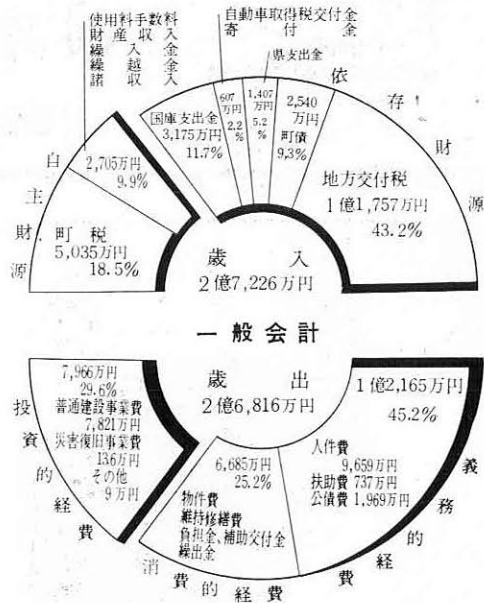 使用料手数料
財産収入
繰入金
繰越金
諸収入
自動車取得税交付金
寄付金
県支出金
依存財源
自主財源
国庫支出金
3,175万円
11.7%
607
万円
2.2
%
1,407
万円
5.2
%
2,540
万円
町債
9.3%
地方交付税
1億1,757万円
43.2%
2,705万円
9.9%
町税
5,035万円
18.5%
歳入
2億7,226万円
一般会計
歳出
2億6,816万円
7,966万円
29.6%
普通建設事業費
7,821万円
災害復旧事業費
136万円
その他
9万円
投資的経費
6,685万円
25.2%
物件費
維持修繕費
負担金、補助交付金
繰出金
消費的経費
1億2,165万円
45.2%
人件費
9,659万円
扶助費 737万円
公債費 1,969万円
義務的経費